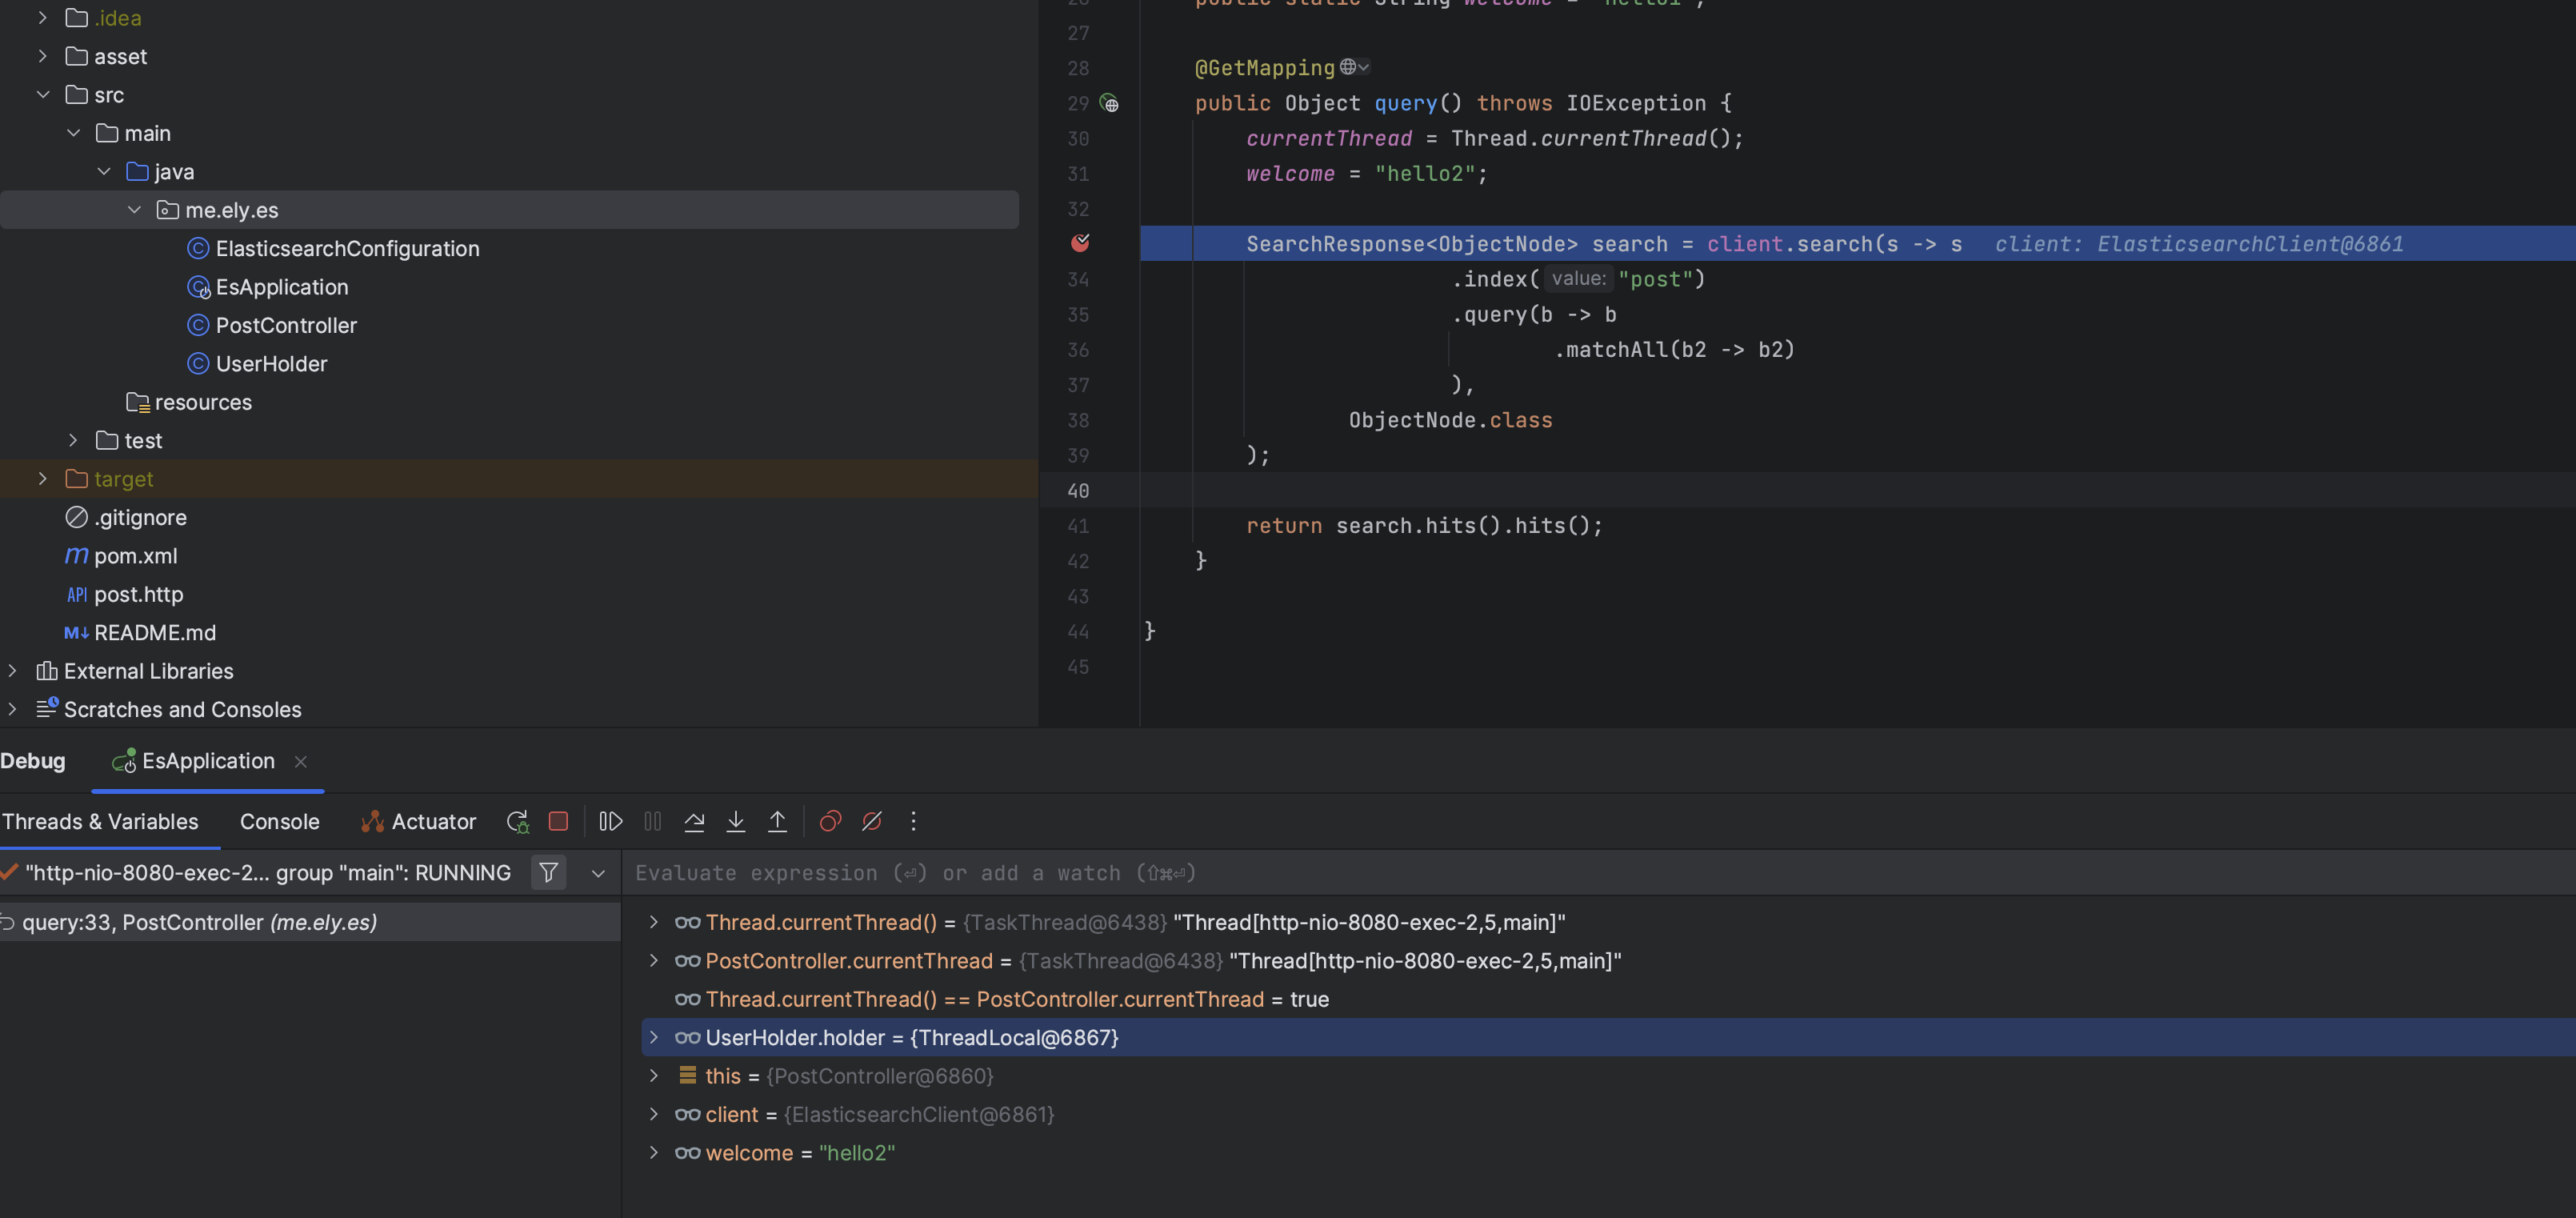 .idea
asset
src
main
java
me.ely.es
ElasticsearchConfiguration
EsApplication
PostController
UserHolder
resources
test
target
.gitignore
pom.xml
API post.http
M↓ README.md
External Libraries
Scratches and Consoles
27
28 @GetMapping
29 public Object query() throws IOException {
30 currentThread = Thread.currentThread();
31 welcome = "hello2";
32
SearchResponse<ObjectNode> search = client.search(s -> s client: ElasticsearchClient@6861
34 .index( value: "post")
35 .query(b -> b
36 .matchAll(b2 -> b2)
37 ),
38 ObjectNode.class
39 );
40
41 return search.hits().hits();
42 }
43
44 }
45
Debug EsApplication
Threads & Variables Console Actuator
"http-nio-8080-exec-2... group "main": RUNNING
query:33, PostController (me.ely.es)
Evaluate expression (⏎) or add a watch (⇧⌘⏎)
Thread.currentThread() = {TaskThread@6438} "Thread[http-nio-8080-exec-2,5,main]"
PostController.currentThread = {TaskThread@6438} "Thread[http-nio-8080-exec-2,5,main]"
Thread.currentThread() == PostController.currentThread = true
UserHolder.holder = {ThreadLocal@6867}
this = {PostController@6860}
client = {ElasticsearchClient@6861}
welcome = "hello2"